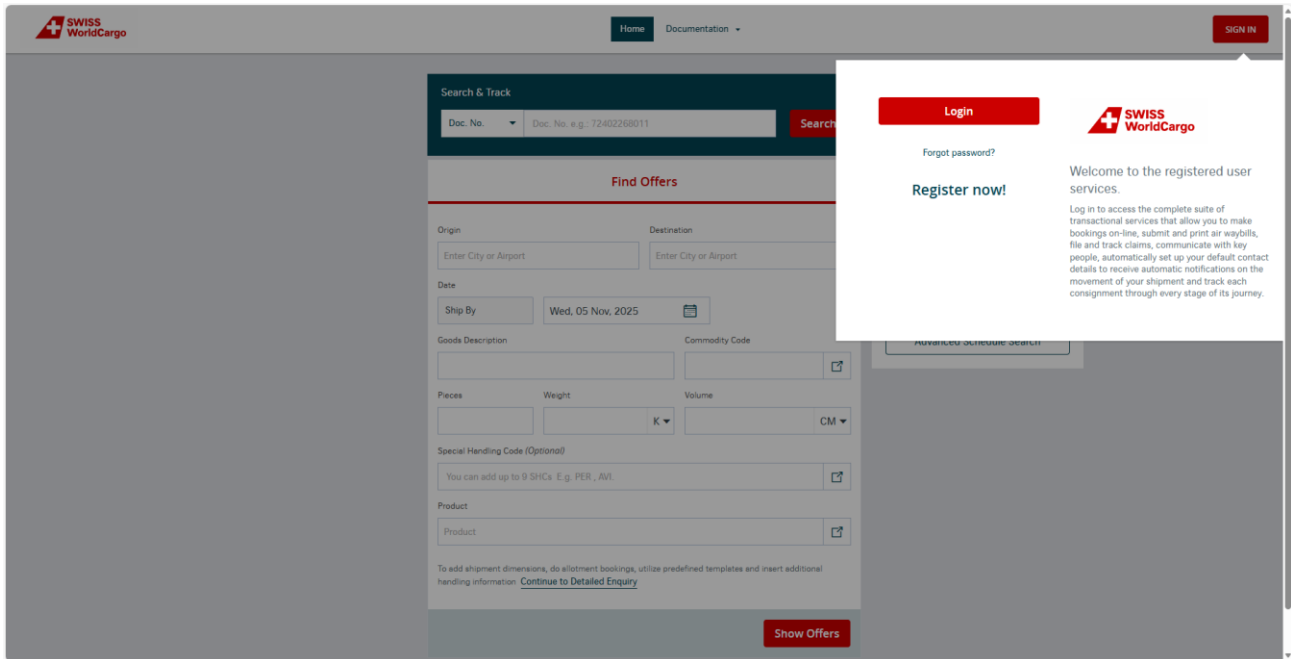 SWISS
WorldCargo
Home
Documentation
SIGN IN
Search & Track
Doc. No.
Doc. No. e.g.: 72402268011
Search
Login
Forgot password?
Register now!
SWISS
WorldCargo
Welcome to the registered user
services.
Log in to access the complete suite of
transactional services that allow you to make
bookings on-line, submit and print air waybills,
file and track claims, communicate with key
people, automatically set up your default contact
details to receive automatic notifications on the
movement of your shipment and track each
consignment through every stage of its journey.
Find Offers
Origin
Destination
Enter City or Airport
Enter City or Airport
Date
Ship By
Wed, 05 Nov, 2025
Advanced Schedule Search
Goods Description
Commodity Code
Pieces
Weight
Volume
K
CM
Special Handling Code (Optional)
You can add up to 9 SHCs E.g. PER , AVI.
Product
Product
To add shipment dimensions, do allotment bookings, utilize predefined templates and insert additional
handling information Continue to Detailed Enquiry
Show Offers